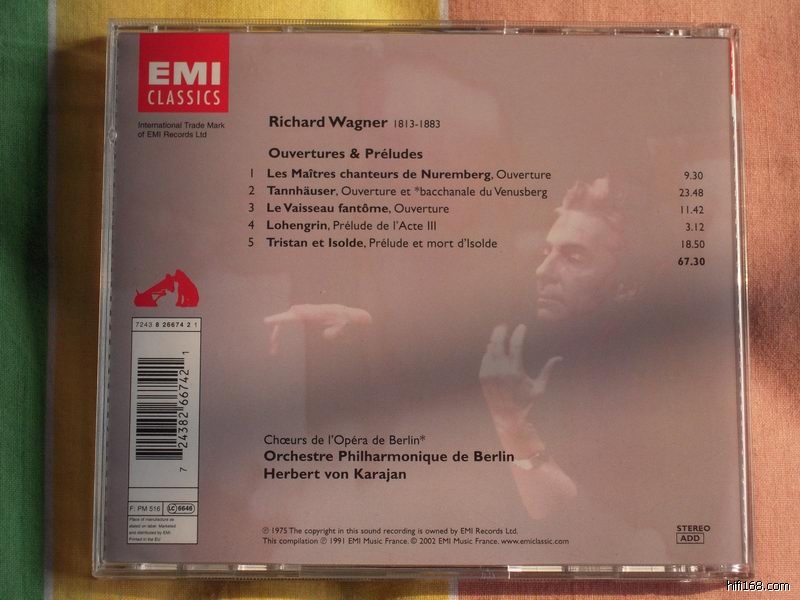 EMI
CLASSICS
International Trade Mark
of EMI Records Ltd
Richard Wagner 1813-1883
Ouvertures & Préludes
1 Les Maîtres chanteurs de Nuremberg, Ouverture 9.30
2 Tannhäuser, Ouverture et *bacchanale du Venusberg 23.48
3 Le Vaisseau fantôme, Ouverture 11.42
4 Lohengrin, Prélude de l'Acte III 3.12
5 Tristan et Isolde, Prélude et mort d'Isolde 18.50
67.30
7243 8 26674 2 1
7 24382 66742 1
F: PM 516 LC 6646
Place of manufacture as
stated on label. Marketed
and distributed by EMI
Printed in the EU
Chœurs de l'Opéra de Berlin*
Orchestre Philharmonique de Berlin
Herbert von Karajan
℗ 1975 The copyright in this sound recording is owned by EMI Records Ltd.
This compilation ℗ 1991 EMI Music France. © 2002 EMI Music France. www.emiclassic.com
STEREO
ADD
hifi168.com